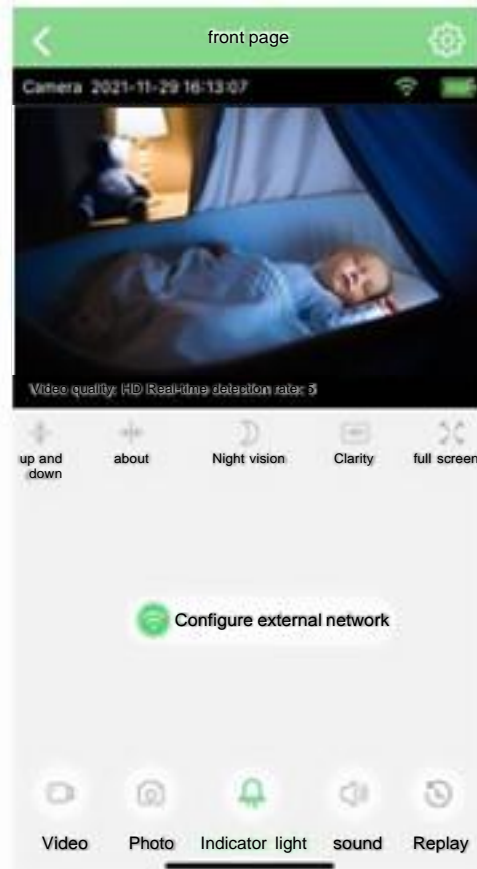 front page
Camera 2021-11-29 16:13:07
Video quality: HD Real-time detection rate: 5
up and
down
about
Night vision
Clarity
full screen
Configure external network
Video
Photo
Indicator light
sound
Replay